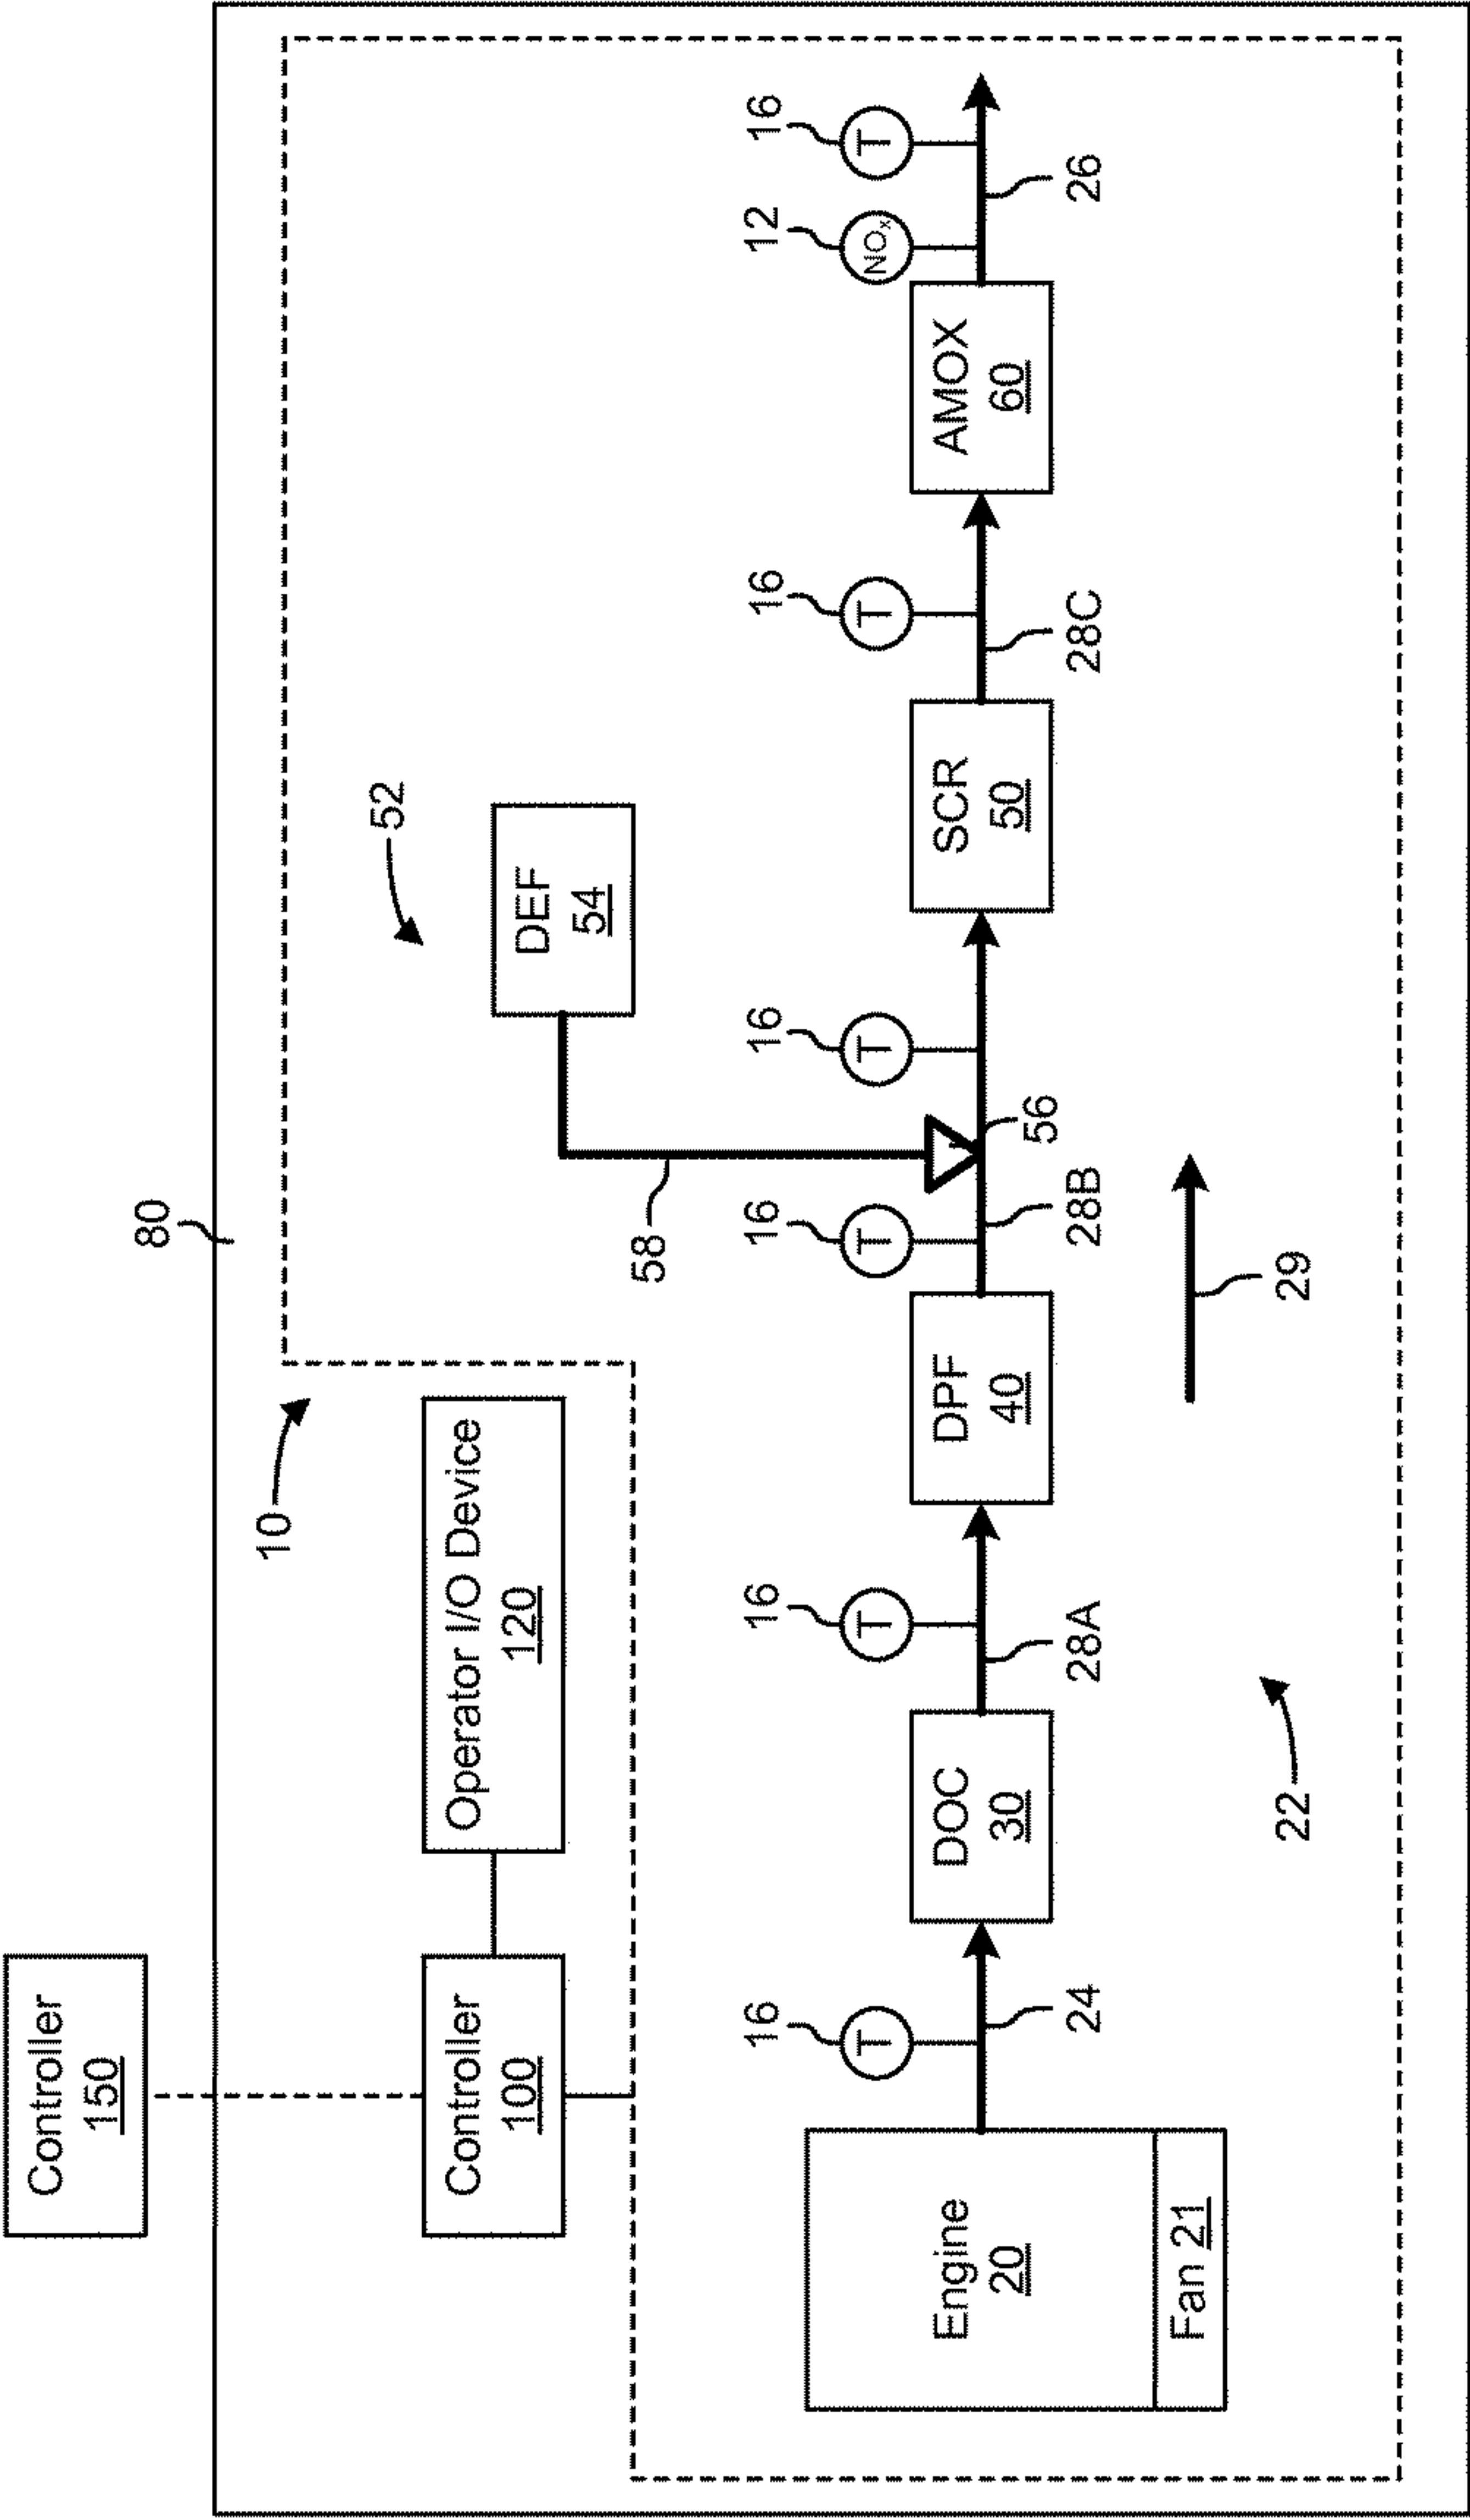 Controller
150
80
10
Controller
100
Operator I/O Device
120
52
DEF
54
58
16
16
16
16
16
12
16
T
T
T
T
T
NOx
T
Engine
20
Fan 21
DOC
30
DPF
40
SCR
50
AMOX
60
24
28A
28B
56
28C
26
22
29